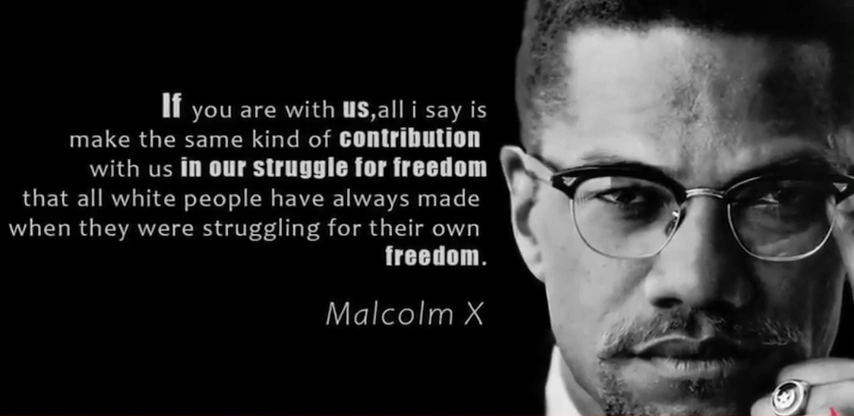 If you are with us,all i say is
make the same kind of contribution
with us in our struggle for freedom
that all white people have always made
when they were struggling for their own
freedom.
Malcolm X